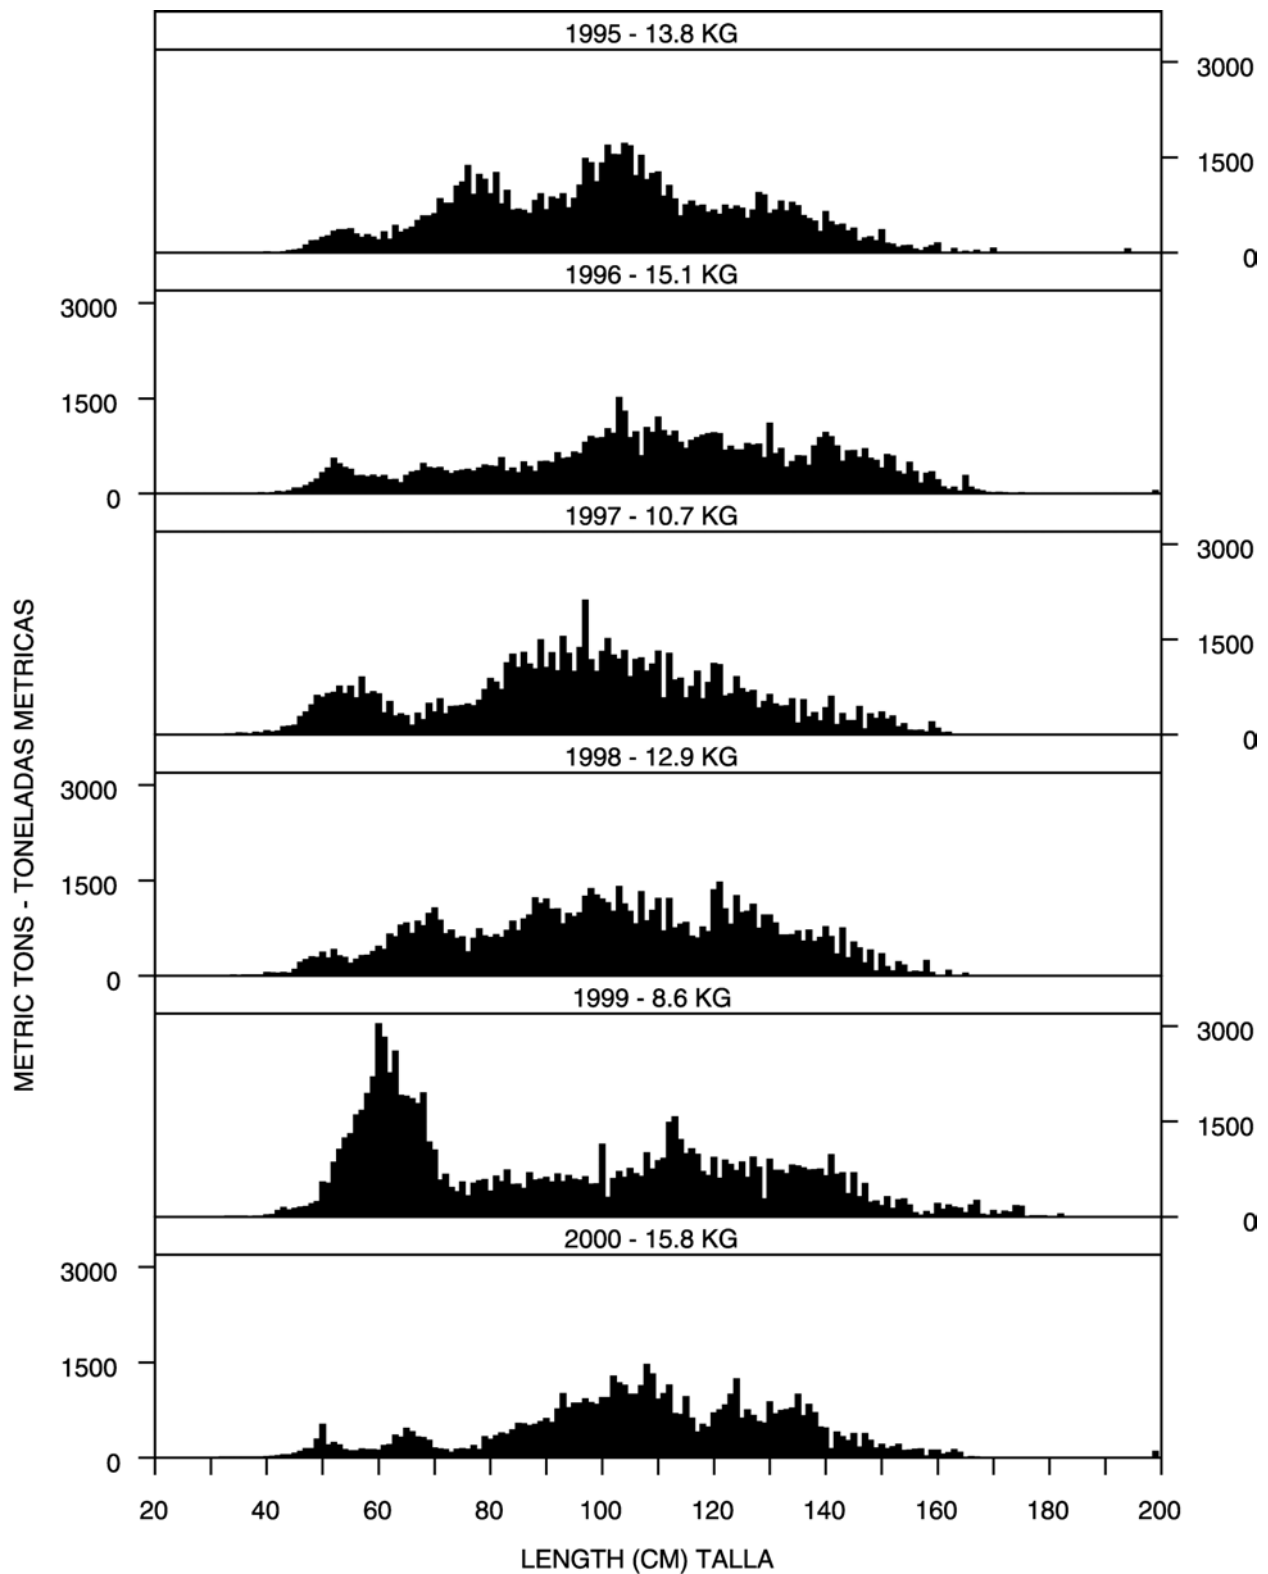 1995 - 13.8 KG
3000
1500
0
1996 - 15.1 KG
3000
1500
0
1997 - 10.7 KG
3000
1500
0
1998 - 12.9 KG
3000
1500
0
1999 - 8.6 KG
3000
1500
0
2000 - 15.8 KG
3000
1500
0
METRIC TONS - TONELADAS METRICAS
20 40 60 80 100 120 140 160 180 200
LENGTH (CM) TALLA